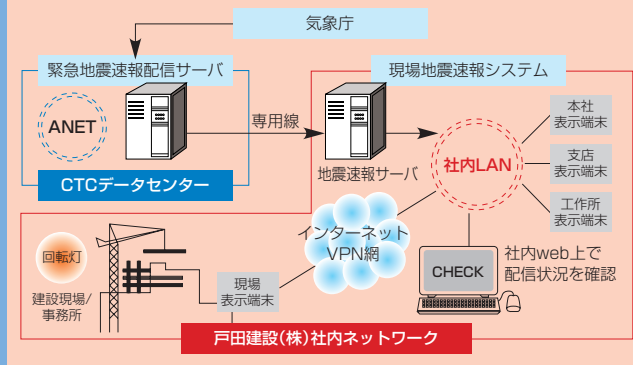 気象庁
緊急地震速報配信サーバ
現場地震速報システム
ANET
専用線
地震速報サーバ
社内LAN
本社
表示端末
支店
表示端末
工作所
表示端末
CTCデータセンター
インターネット
VPN網
回転灯
建設現場/
事務所
現場
表示端末
CHECK
社内web上で
配信状況を確認
戸田建設(株)社内ネットワーク